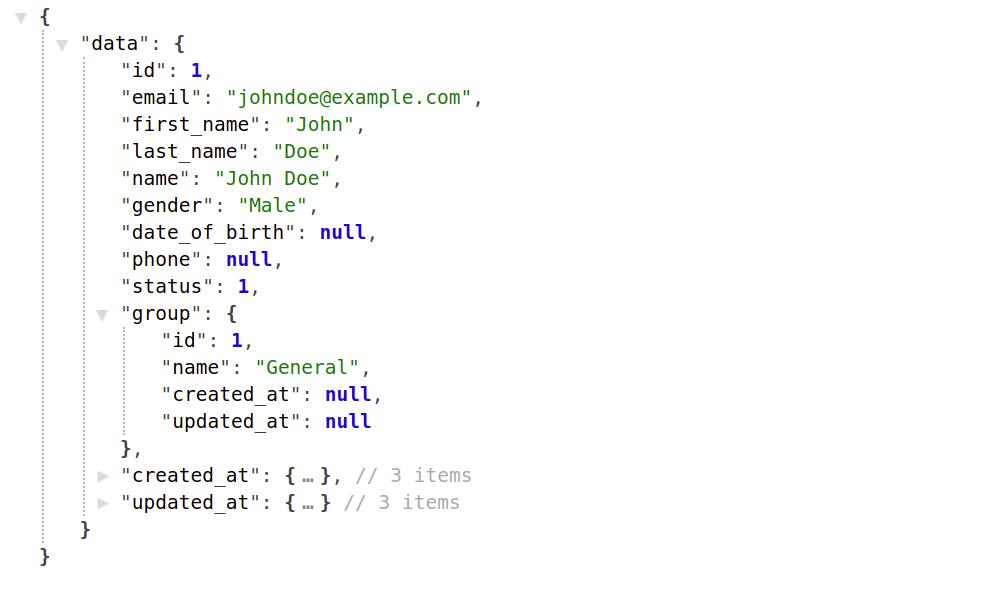 {
"data": {
"id": 1,
"email": "johndoe@example.com",
"first_name": "John",
"last_name": "Doe",
"name": "John Doe",
"gender": "Male",
"date_of_birth": null,
"phone": null,
"status": 1,
"group": {
"id": 1,
"name": "General",
"created_at": null,
"updated_at": null
},
"created_at": { … }, // 3 items
"updated_at": { … } // 3 items
}
}